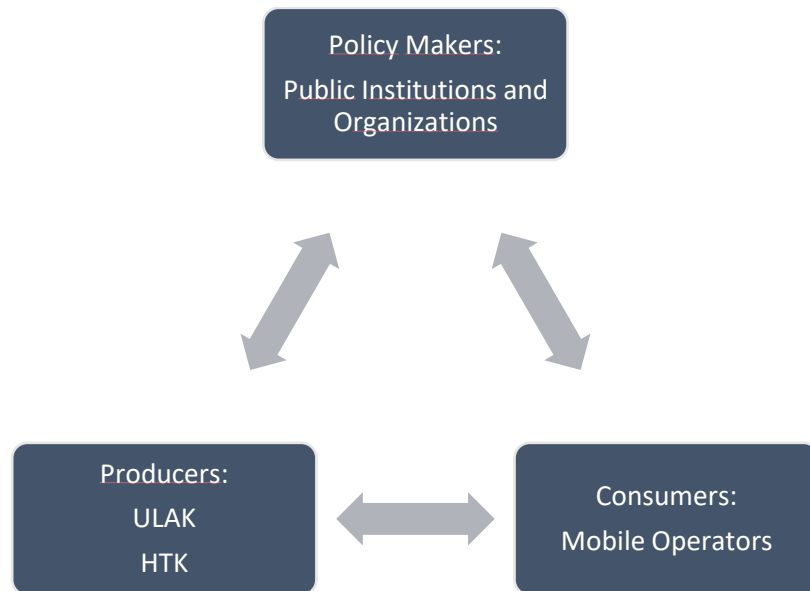 Policy Makers:
Public Institutions and
Organizations
Producers:
ULAK
HTK
Consumers:
Mobile Operators